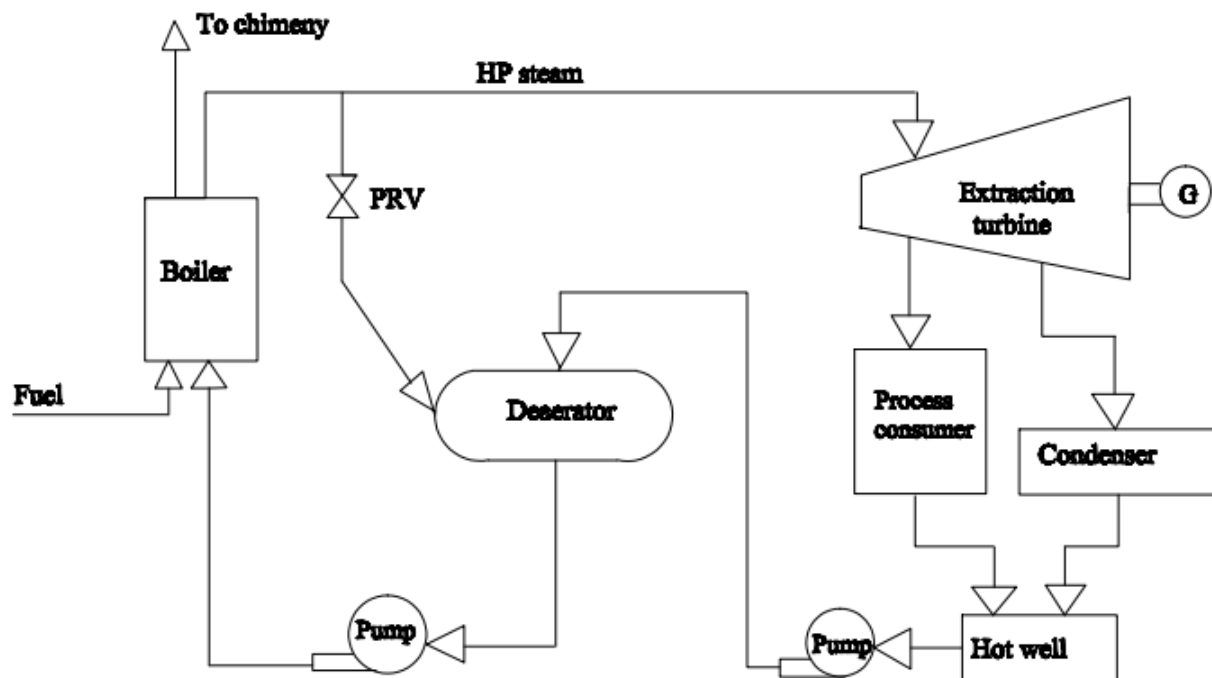 To chimeny
HP steam
PRV
Extraction
turbine
G
Boiler
Fuel
Deaerator
Process
consumer
Condenser
Pump
Pump
Hot well